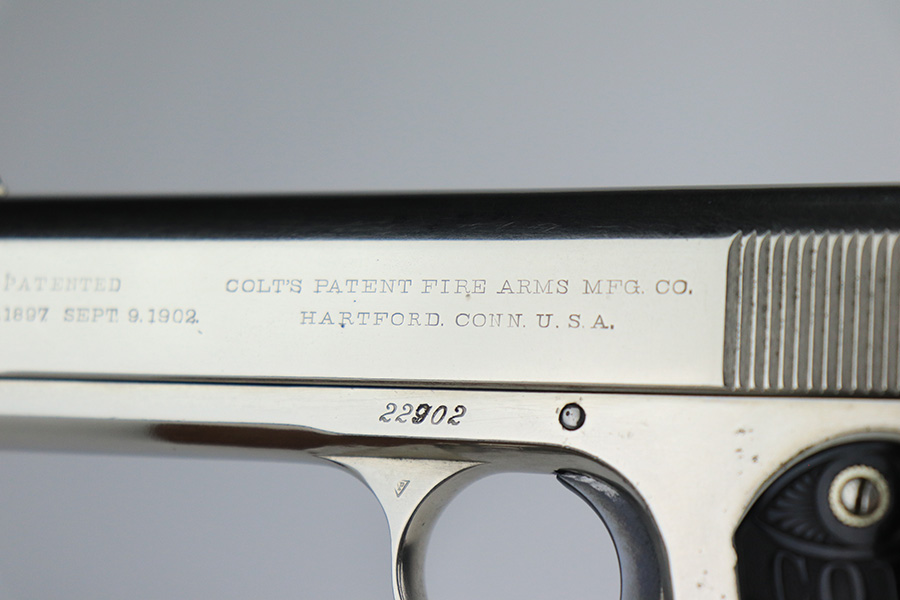 PATENTED
1897 SEPT 9, 1902.
COLT'S PATENT FIRE ARMS MFG. CO.
HARTFORD. CONN. U. S. A.
22902